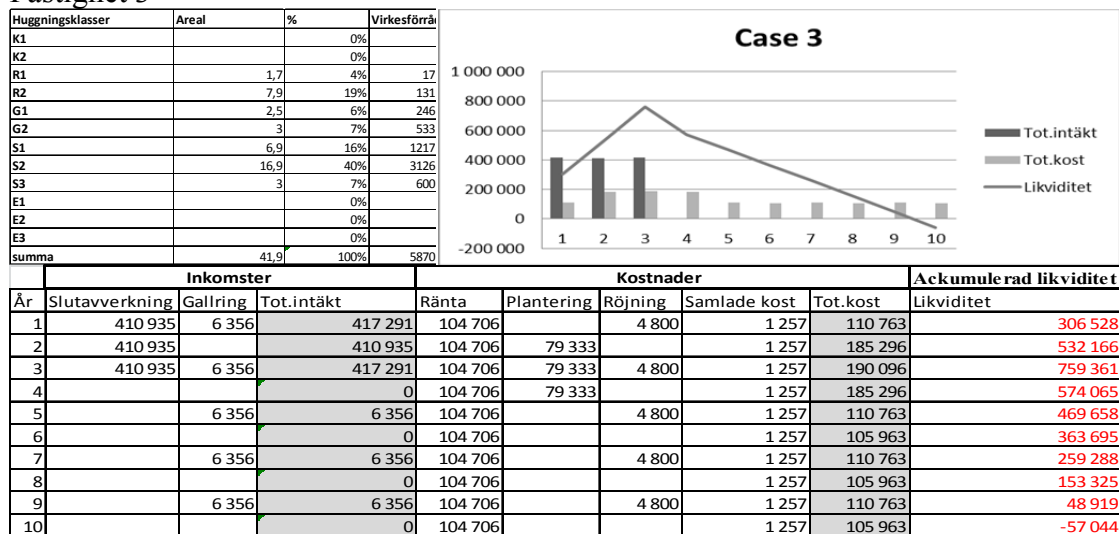 Huggningsklasser Areal % Virkesförrå
K1 0%
K2 0%
R1 1,7 4% 17
R2 7,9 19% 131
G1 2,5 6% 246
G2 3 7% 533
S1 6,9 16% 1217
S2 16,9 40% 3126
S3 3 7% 600
E1 0%
E2 0%
E3 0%
summa 41,9 100% 5870
Case 3
1 000 000
800 000
600 000
400 000
200 000
0
-200 000
1 2 3 4 5 6 7 8 9 10
Tot.intäkt
Tot.kost
Likviditet
Inkomster Kostnader Ackumulerad likviditet
År Slutavverkning Gallring Tot.intäkt Ränta Plantering Röjning Samlade kost Tot.kost Likviditet
1 410 935 6 356 417 291 104 706 4 800 1 257 110 763 306 528
2 410 935 410 935 104 706 79 333 1 257 185 296 532 166
3 410 935 6 356 417 291 104 706 79 333 4 800 1 257 190 096 759 361
4 0 104 706 79 333 1 257 185 296 574 065
5 6 356 6 356 104 706 4 800 1 257 110 763 469 658
6 0 104 706 1 257 105 963 363 695
7 6 356 6 356 104 706 4 800 1 257 110 763 259 288
8 0 104 706 1 257 105 963 153 325
9 6 356 6 356 104 706 4 800 1 257 110 763 48 919
10 0 104 706 1 257 105 963 -57 044